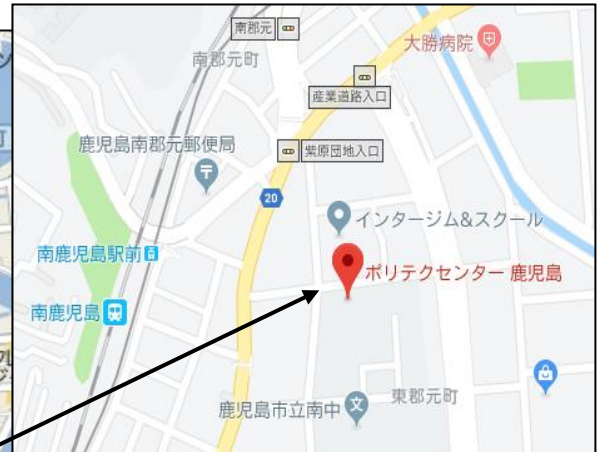 南郡元
南郡元町
大勝病院
産業道路入口
鹿児島南郡元郵便局
紫原団地入口
20
インタージム&スクール
南鹿児島駅前
ポリテクセンター 鹿児島
南鹿児島
東郡元町
鹿児島市立南中
文